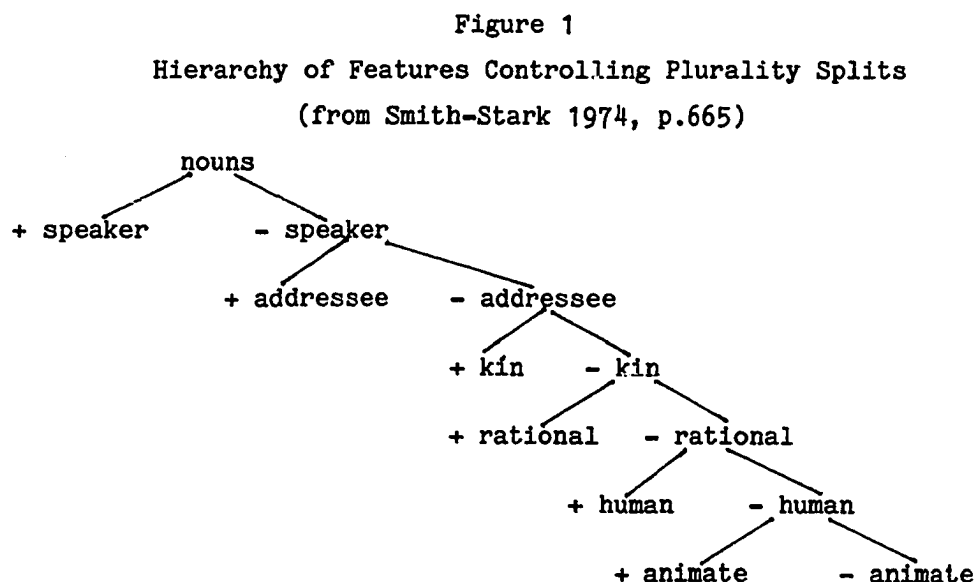 Figure 1
Hierarchy of Features Controlling Plurality Splits
(from Smith-Stark 1974, p.665)
nouns
+ speaker - speaker
+ addressee - addressee
+ kin - kin
+ rational - rational
+ human - human
+ animate - animate